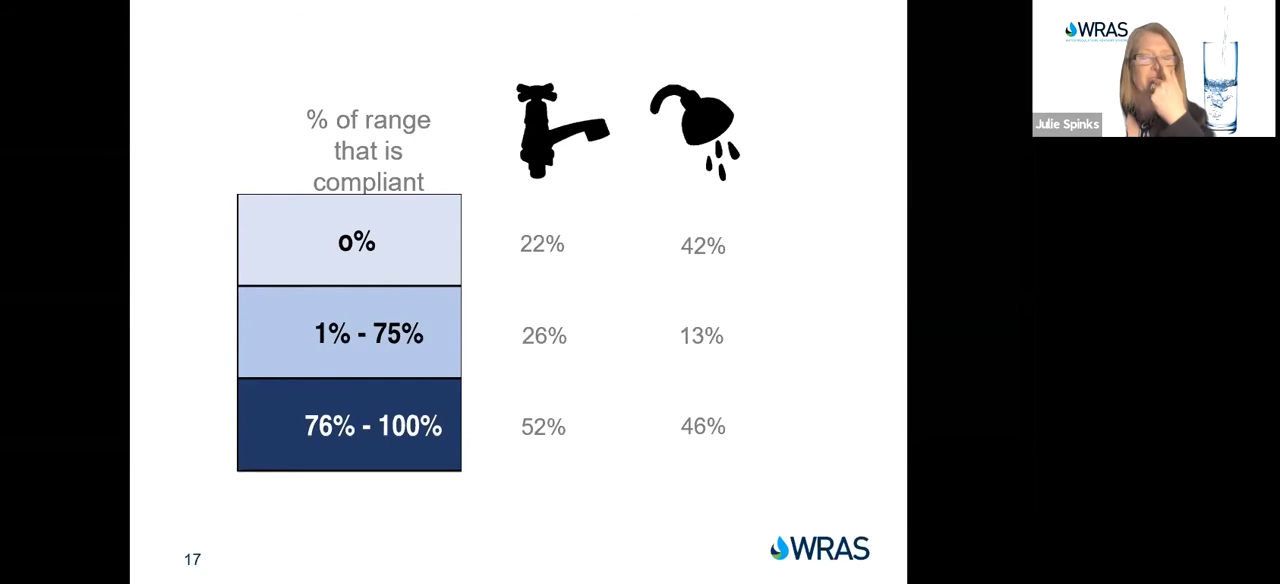 % of range
that is
compliant
o%
22%
42%
1% - 75%
26%
13%
76% - 100%
52%
46%
17
WRAS
WRAS
Julie Spinks